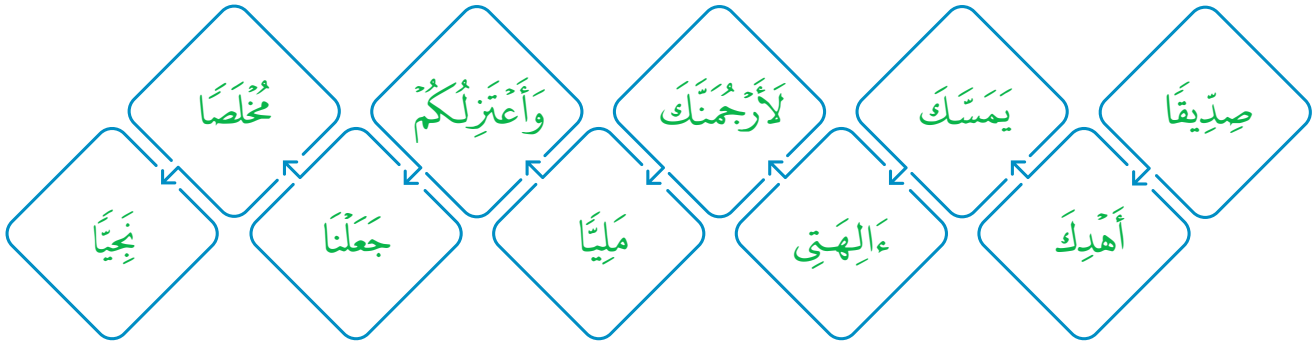 صِدِّيقًا
أَهۡدِكَ
يَمَسَّكَ
ءَالِهَتِي
لَأَرۡجُمَنَّكَ
مَلِيًّا
وَأَعۡتَزِلُكُمۡ
جَعَلۡنَا
مُخۡلَصًا
نَجِيًّا